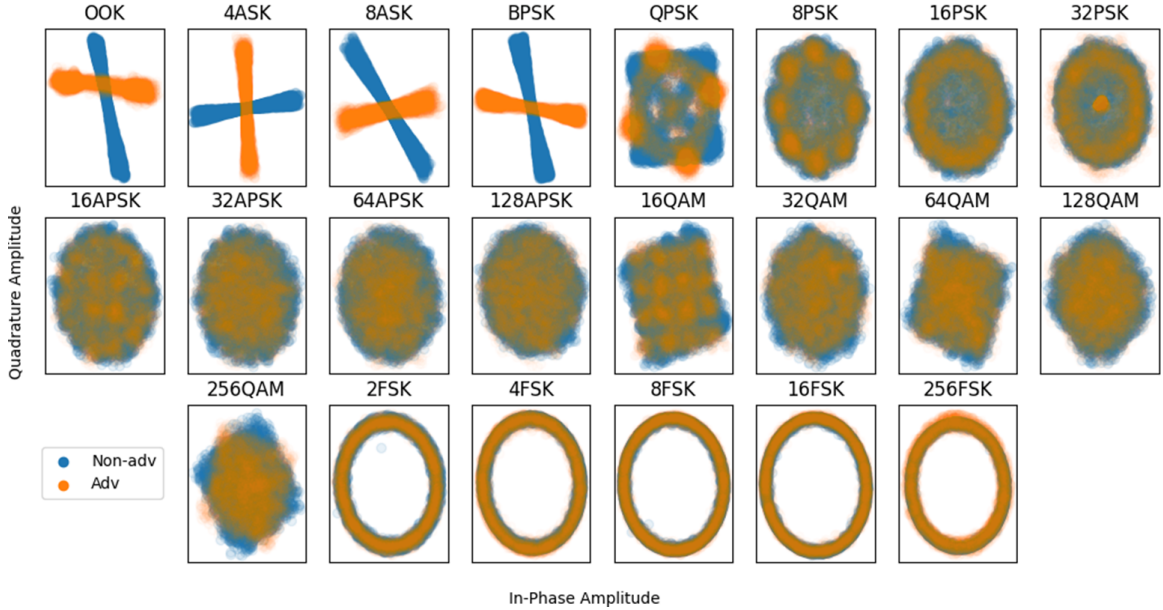 OOK 4ASK 8ASK BPSK QPSK 8PSK 16PSK 32PSK
16APSK 32APSK 64APSK 128APSK 16QAM 32QAM 64QAM 128QAM
Quadrature Amplitude
256QAM 2FSK 4FSK 8FSK 16FSK 256FSK
Non-adv
Adv
In-Phase Amplitude